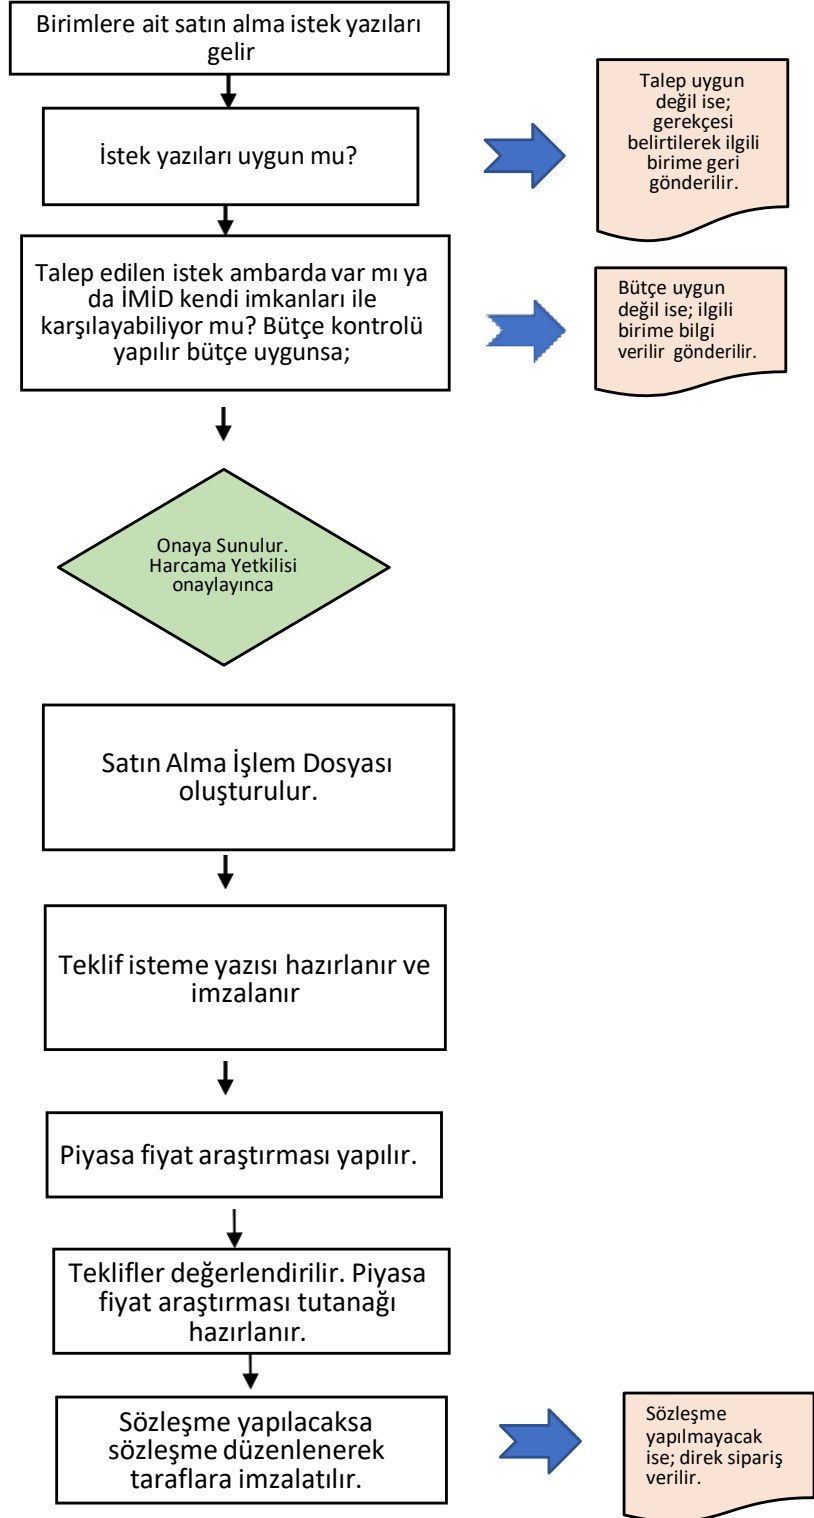 Birimlere ait satın alma istek yazıları
gelir
İstek yazıları uygun mu?
Talep uygun
değil ise;
gerekçesi
belirtilerek ilgili
birime geri
gönderilir.
Talep edilen istek ambarda var mı ya
da İMİD kendi imkanları ile
karşılayabiliyor mu? Bütçe kontrolü
yapılır bütçe uygunsa;
Bütçe uygun
değil ise; ilgili
birime bilgi
verilir gönderilir.
Onaya Sunulur.
Harcama Yetkilisi
onaylayınca
Satın Alma İşlem Dosyası
oluşturulur.
Teklif isteme yazısı hazırlanır ve
imzalanır
Piyasa fiyat araştırması yapılır.
Teklifler değerlendirilir. Piyasa
fiyat araştırması tutanağı
hazırlanır.
Sözleşme yapılacaksa
sözleşme düzenlenerek
taraflara imzalatılır.
Sözleşme
yapılmayacak
ise; direk sipariş
verilir.